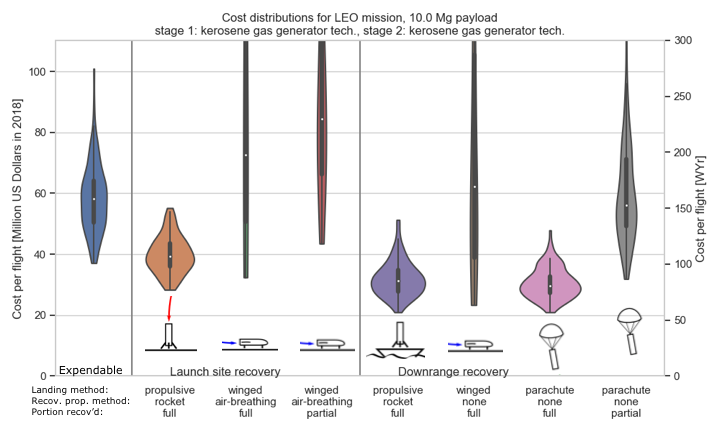 Cost distributions for LEO mission, 10.0 Mg payload
stage 1: kerosene gas generator tech., stage 2: kerosene gas generator tech.
Cost per flight [Million US Dollars in 2018]
100
80
60
40
20
0
300
250
200
150
100
50
0
Cost per flight [WYr]
Expendable
Launch site recovery
Downrange recovery
Landing method: propulsive winged winged propulsive winged parachute parachute
Recov. prop. method: rocket air-breathing air-breathing rocket none none none
Portion recov'd: full full partial full full full partial